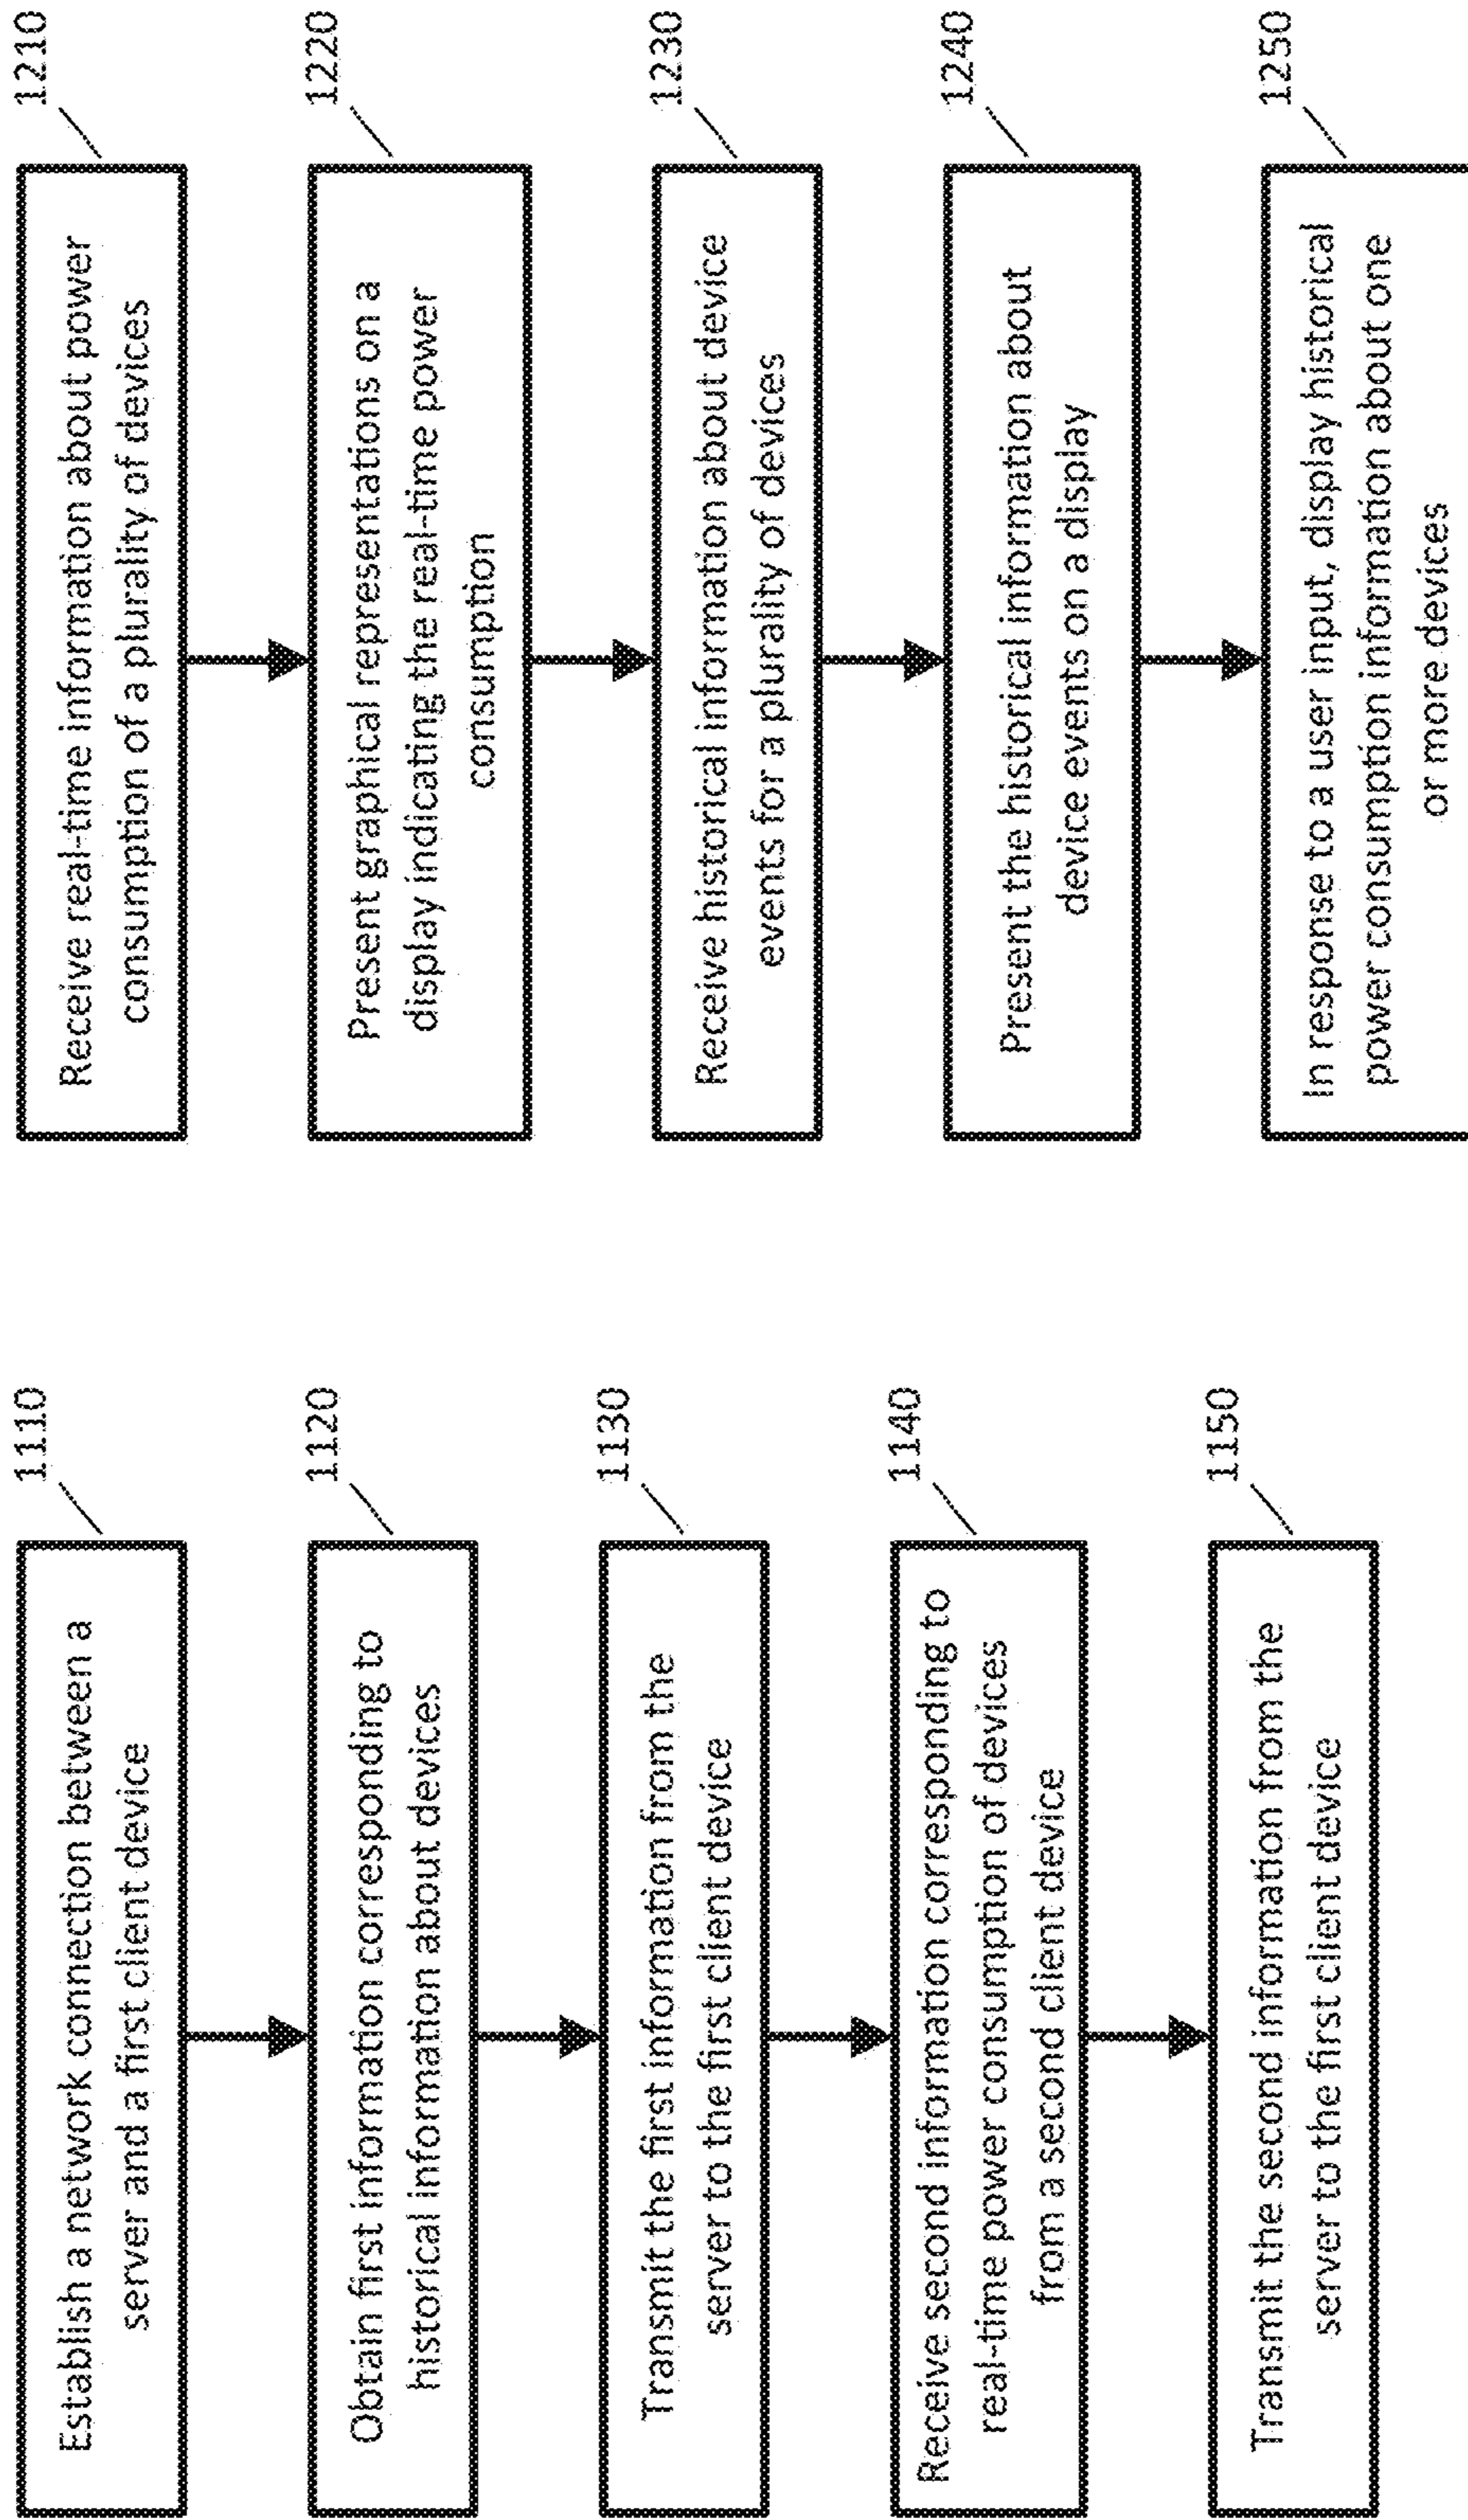 1110
Establish a network connection between a
server and a first client device
1120
Obtain first information corresponding to
historical information about devices
1130
Transmit the first information from the
server to the first client device
1140
Receive second information corresponding to
real-time power consumption of devices
from a second client device
1150
Transmit the second information from the
server to the first client device
1210
Receive real-time information about power
consumption of a plurality of devices
1220
Present graphical representations on a
display indicating the real-time power
consumption
1230
Receive historical information about device
events for a plurality of devices
1240
Present the historical information about
device events on a display
1250
In response to a user input, display historical
power consumption information about one
or more devices